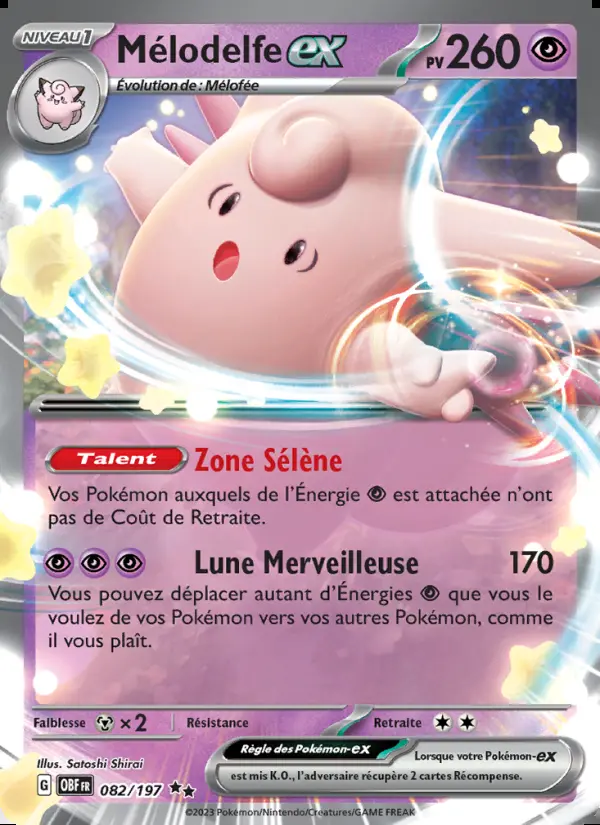 NIVEAU 1
Mélodelfe ex
PV 260
Évolution de : Mélofée
Talent Zone Sélène
Vos Pokémon auxquels de l'Énergie est attachée n'ont
pas de Coût de Retraite.
Lune Merveilleuse 170
Vous pouvez déplacer autant d'Énergies que vous le
voulez de vos Pokémon vers vos autres Pokémon, comme
il vous plaît.
Faiblesse ×2 Résistance Retraite
Règle des Pokémon-ex Lorsque votre Pokémon-ex
est mis K.O., l'adversaire récupère 2 cartes Récompense.
Illus. Satoshi Shirai
G OBF FR 082/197
©2023 Pokémon/Nintendo/Creatures/GAME FREAK